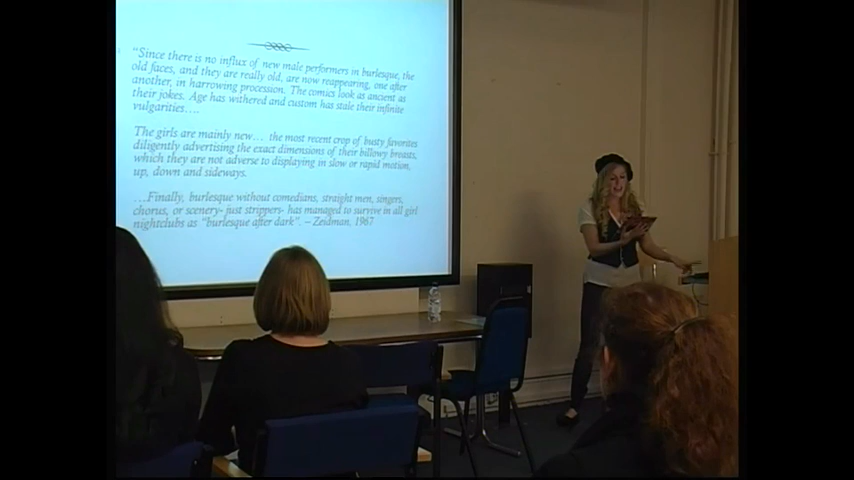 “Since there is no influx of new male performers in burlesque, the
old faces, and they are really old, are now reappearing, one after
another, in harrowing procession. The comics look as ancient as
their jokes. Age has withered and custom has stale their infinite
vulgarities….
The girls are mainly new… the most recent crop of busty favorites
diligently advertising the exact dimensions of their billowy breasts,
which they are not adverse to displaying in slow or rapid motion,
up, down and sideways.
…Finally, burlesque without comedians, straight men, singers,
chorus, or scenery- just strippers- has managed to survive in all girl
nightclubs as “burlesque after dark”. – Zeidman, 1967